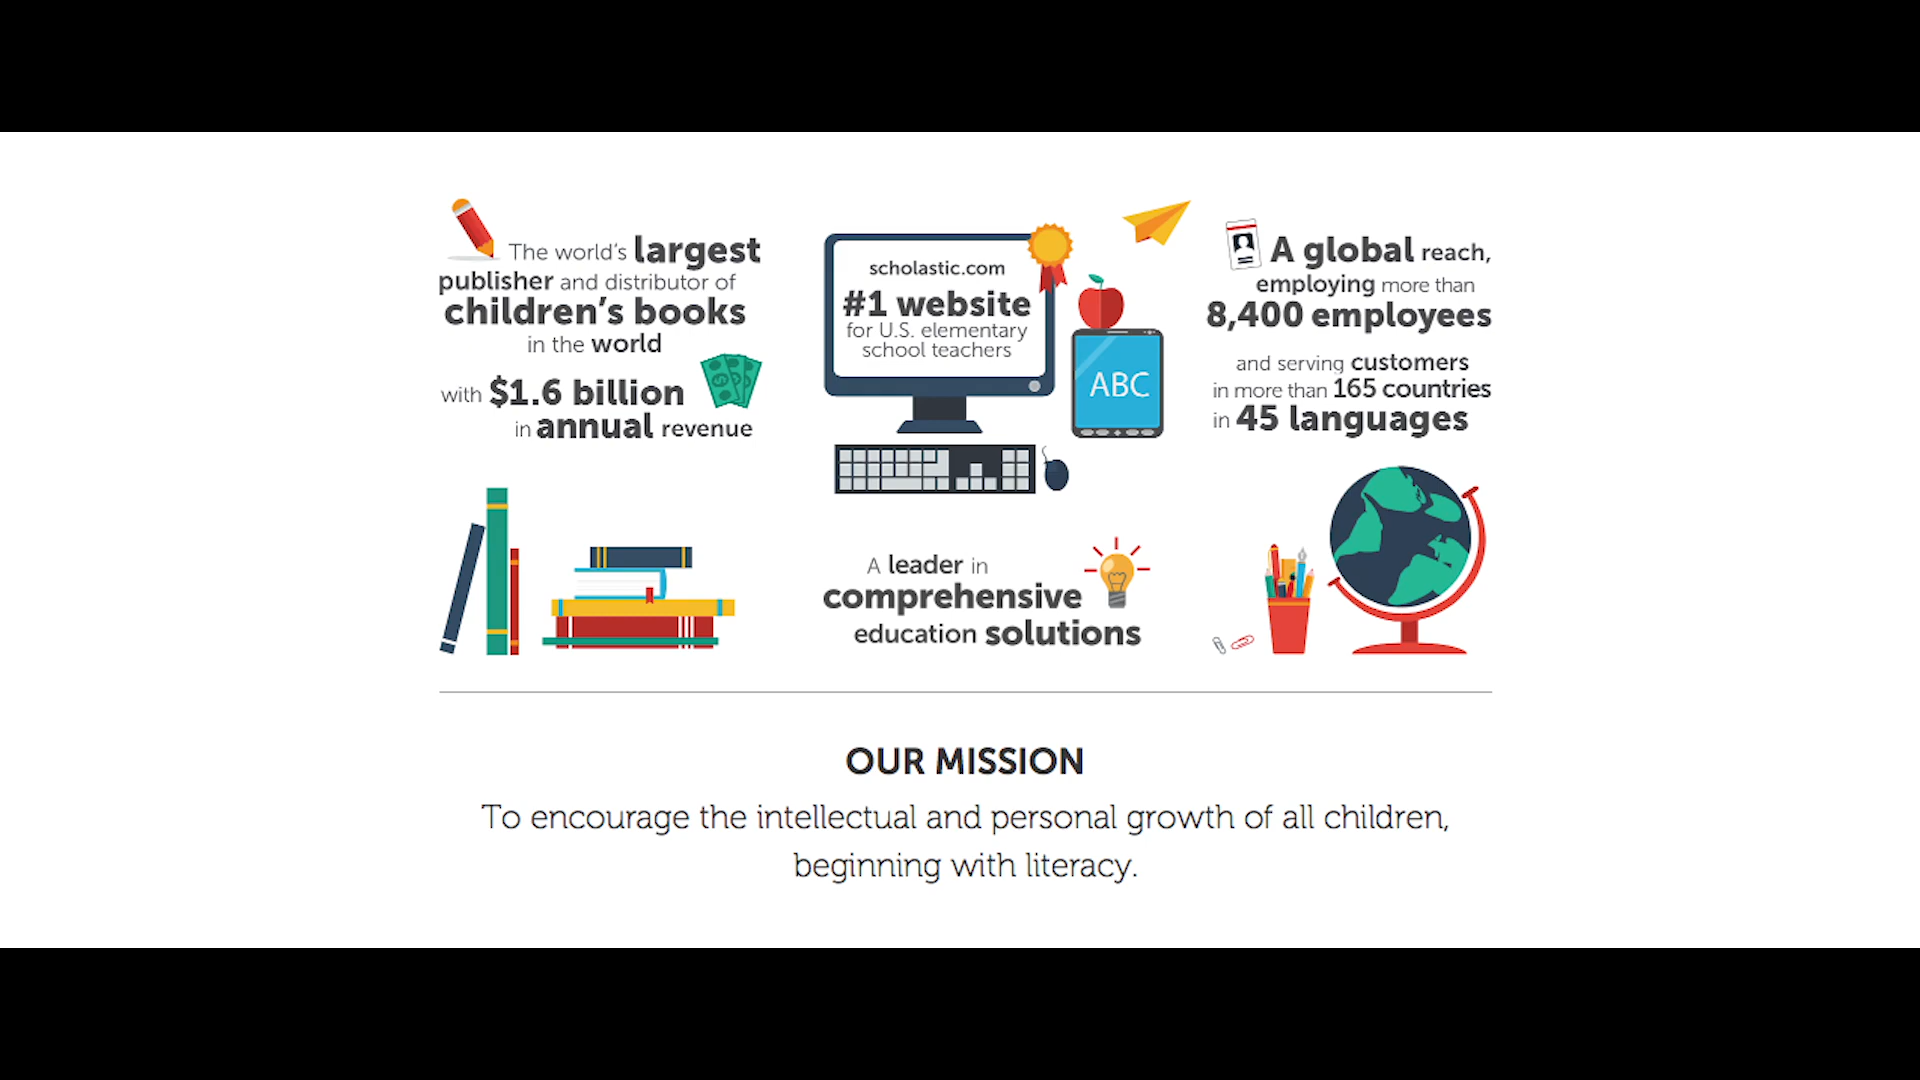 The world's largest
publisher and distributor of
children's books
in the world
with $1.6 billion
in annual revenue
scholastic.com
#1 website
for U.S. elementary
school teachers
ABC
A global reach,
employing more than
8,400 employees
and serving customers
in more than 165 countries
in 45 languages
A leader in
comprehensive
education solutions
OUR MISSION
To encourage the intellectual and personal growth of all children,
beginning with literacy.